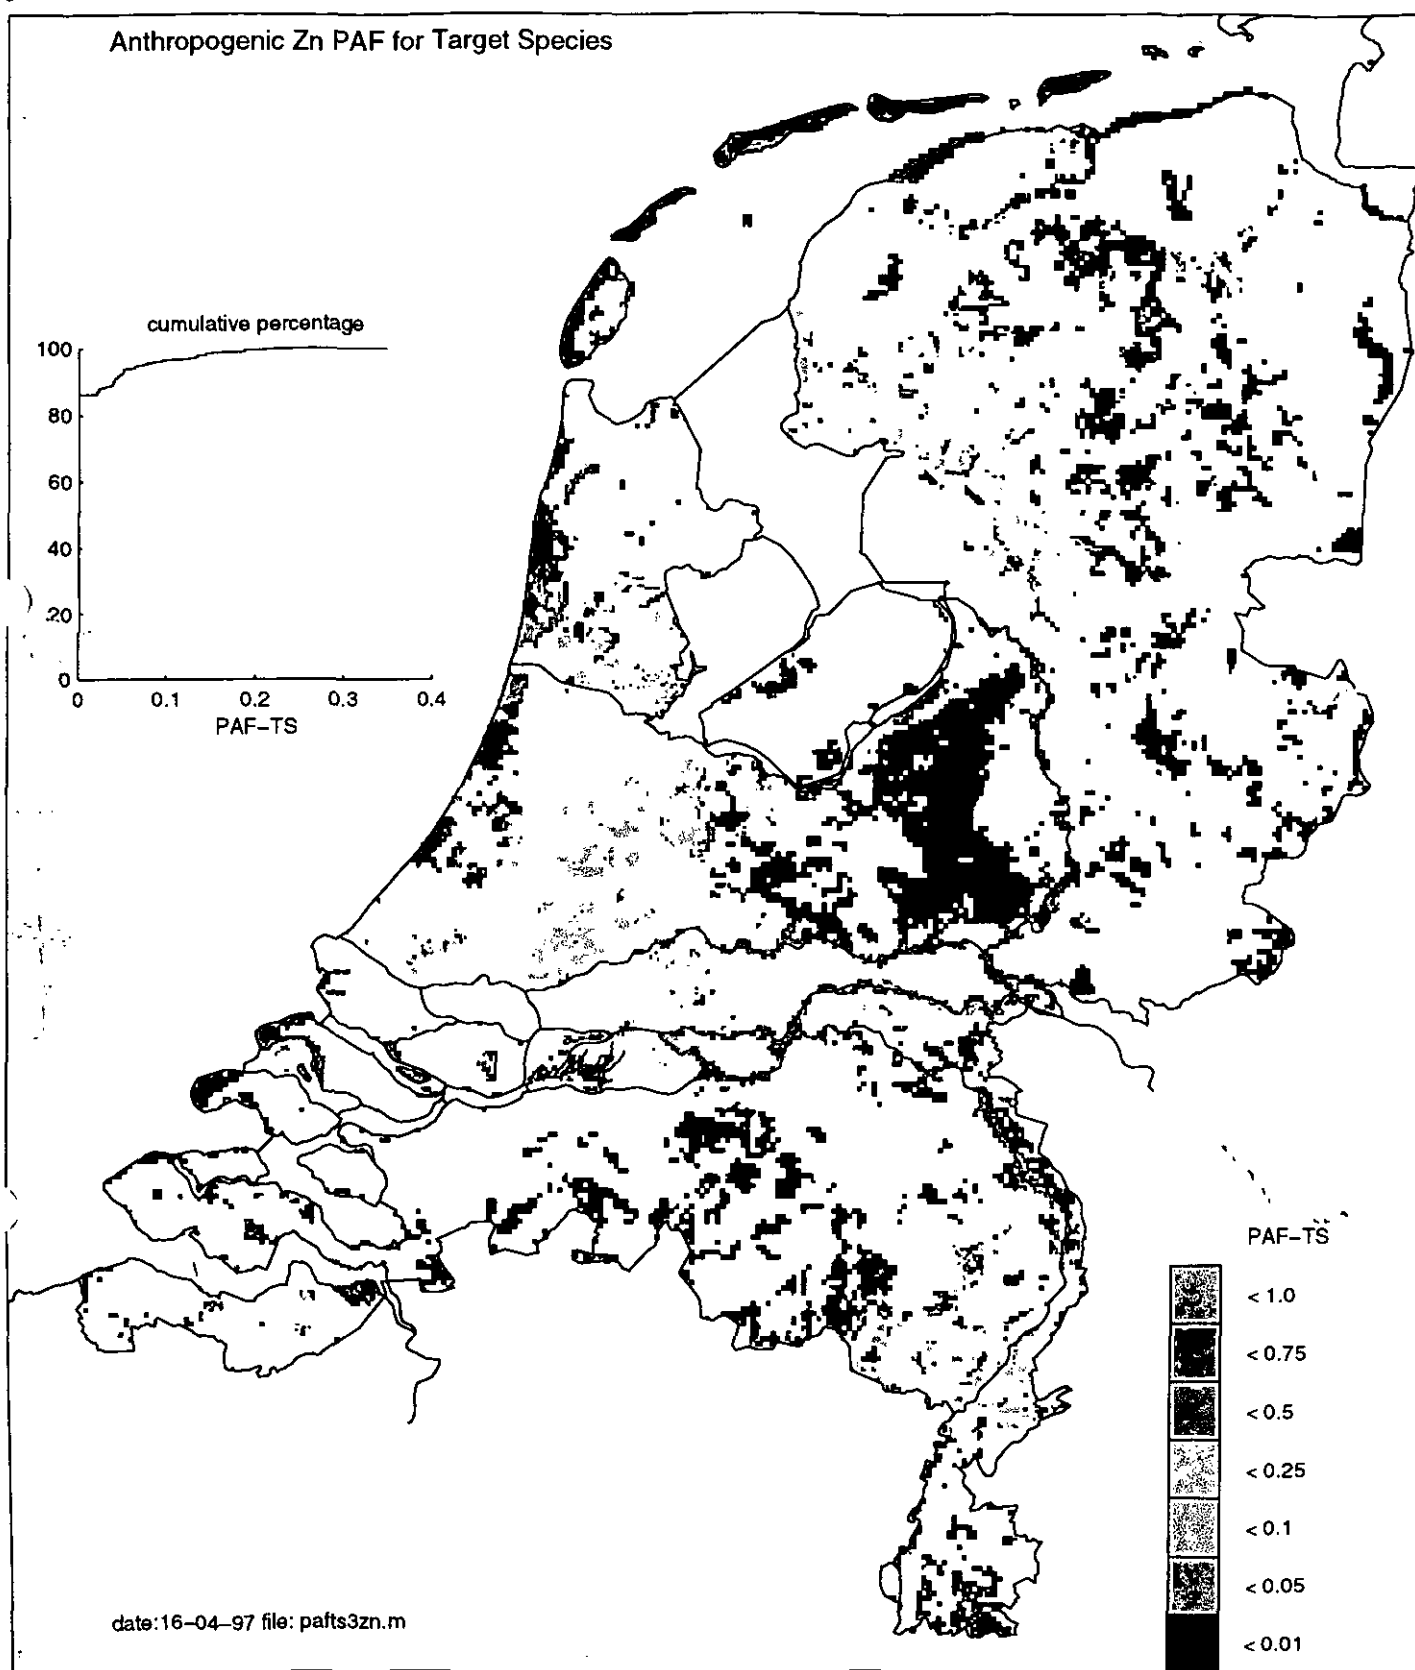 Anthropogenic Zn PAF for Target Species
cumulative percentage
100
80
60
40
20
0
0 0.1 0.2 0.3 0.4
PAF-TS
PAF-TS
< 1.0
< 0.75
< 0.5
< 0.25
< 0.1
< 0.05
< 0.01
date:16-04-97 file: pafts3zn.m